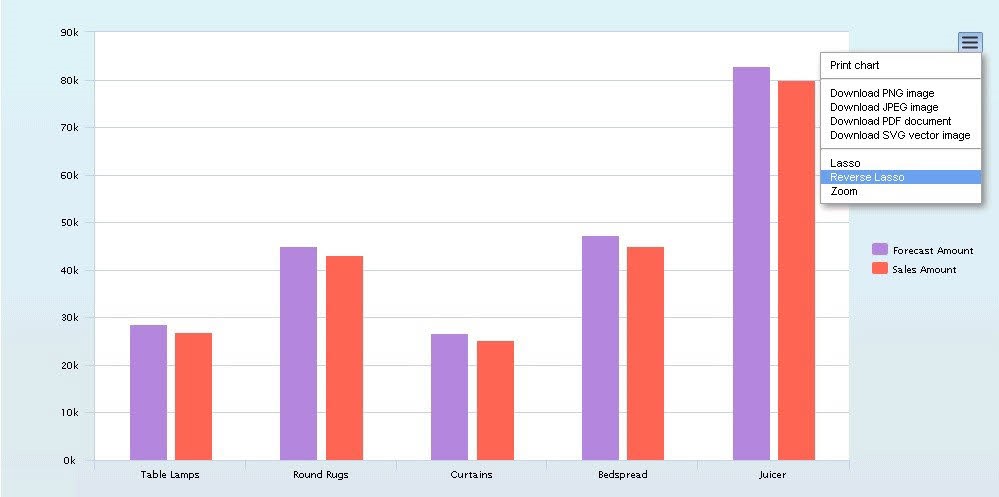 90k
80k
70k
60k
50k
40k
30k
20k
10k
0k
Table Lamps Round Rugs Curtains Bedspread Juicer
Print chart
Download PNG image
Download JPEG image
Download PDF document
Download SVG vector image
Lasso
Reverse Lasso
Zoom
Forecast Amount
Sales Amount